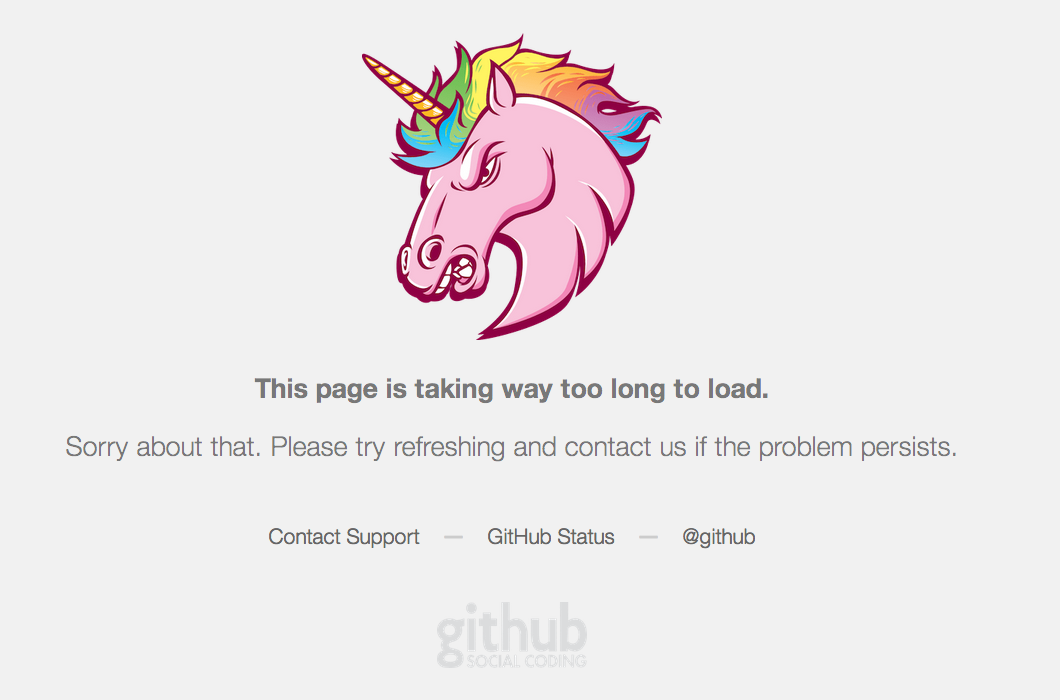 This page is taking way too long to load.
Sorry about that. Please try refreshing and contact us if the problem persists.
Contact Support — GitHub Status — @github
github
SOCIAL CODING